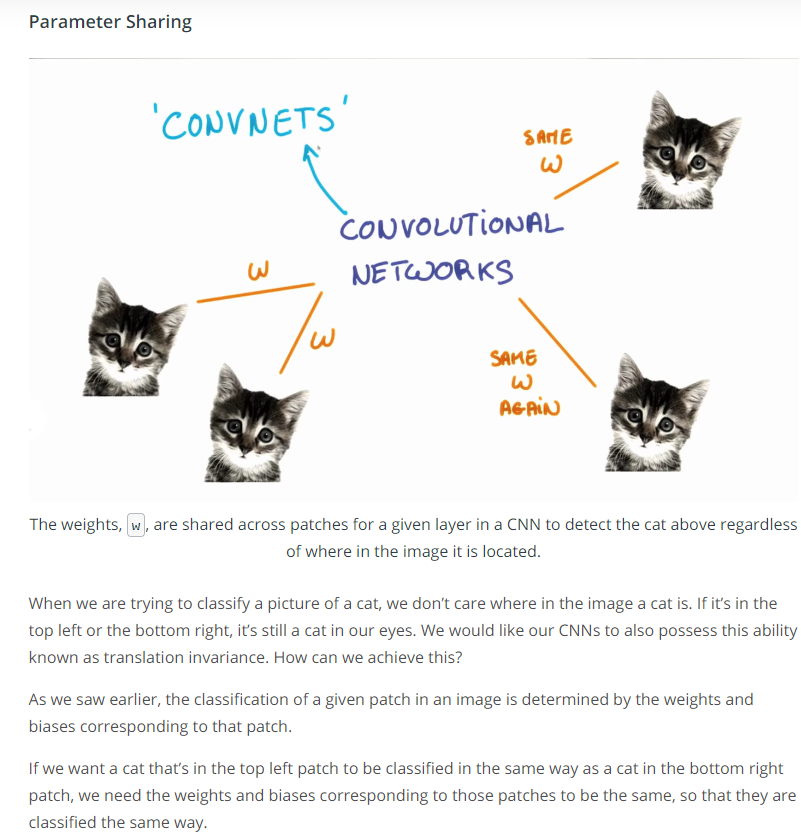 Parameter Sharing
'CONVNETS'
SAME
W
CONVOLUTIONAL
NETWORKS
W
W
SAME
W
AGAIN
The weights, w, are shared across patches for a given layer in a CNN to detect the cat above regardless
of where in the image it is located.
When we are trying to classify a picture of a cat, we don’t care where in the image a cat is. If it’s in the
top left or the bottom right, it’s still a cat in our eyes. We would like our CNNs to also possess this ability
known as translation invariance. How can we achieve this?
As we saw earlier, the classification of a given patch in an image is determined by the weights and
biases corresponding to that patch.
If we want a cat that’s in the top left patch to be classified in the same way as a cat in the bottom right
patch, we need the weights and biases corresponding to those patches to be the same, so that they are
classified the same way.